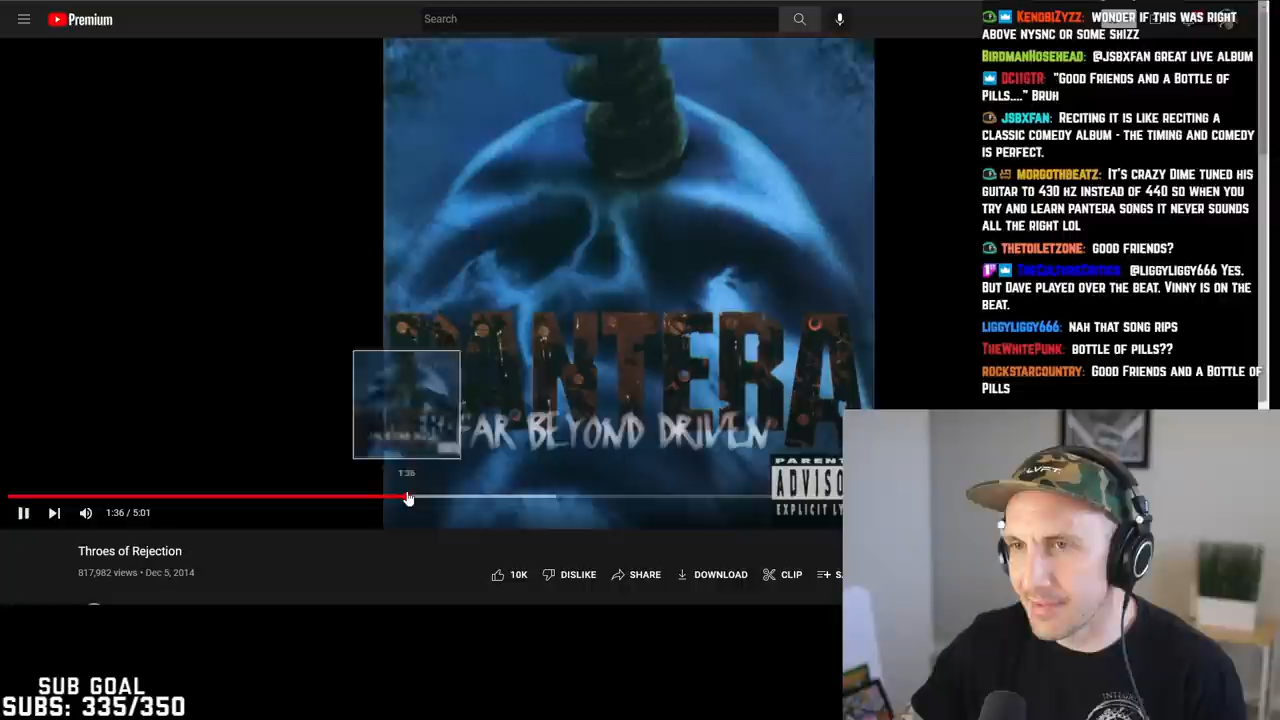 Premium
Search
KENOBIZYZZ: WONDER IF THIS WAS RIGHT
ABOVE NYSNC OR SOME SHIZZ
BIRDMANHOSEHEAD: @JSBXFAN GREAT LIVE ALBUM
DC11GTR: "GOOD FRIENDS AND A BOTTLE OF
PILLS...." BRUH
JSBXFAN: RECITING IT IS LIKE RECITING A
CLASSIC COMEDY ALBUM - THE TIMING AND COMEDY
IS PERFECT.
MORGOTHBEATZ: IT'S CRAZY DIME TUNED HIS
GUITAR TO 430 HZ INSTEAD OF 440 SO WHEN YOU
TRY AND LEARN PANTERA SONGS IT NEVER SOUNDS
ALL THE RIGHT LOL
THETOILETZONE: GOOD FRIENDS?
THECULTURECRITICS: @LIGGYLIGGY666 YES.
BUT DAVE PLAYED OVER THE BEAT. VINNY IS ON THE
BEAT.
LIGGYLIGGY666: NAH THAT SONG RIPS
THEWHITEPUNK: BOTTLE OF PILLS??
ROCKSTARCOUNTRY: GOOD FRIENDS AND A BOTTLE OF
PILLS
PANTERA
FAR BEYOND DRIVEN
PARENT
ADVISO
EXPLICIT LY
1:36
1:36 / 5:01
Throes of Rejection
817,982 views • Dec 5, 2014
10K DISLIKE SHARE DOWNLOAD CLIP S
SUB GOAL
SUBS: 335/350